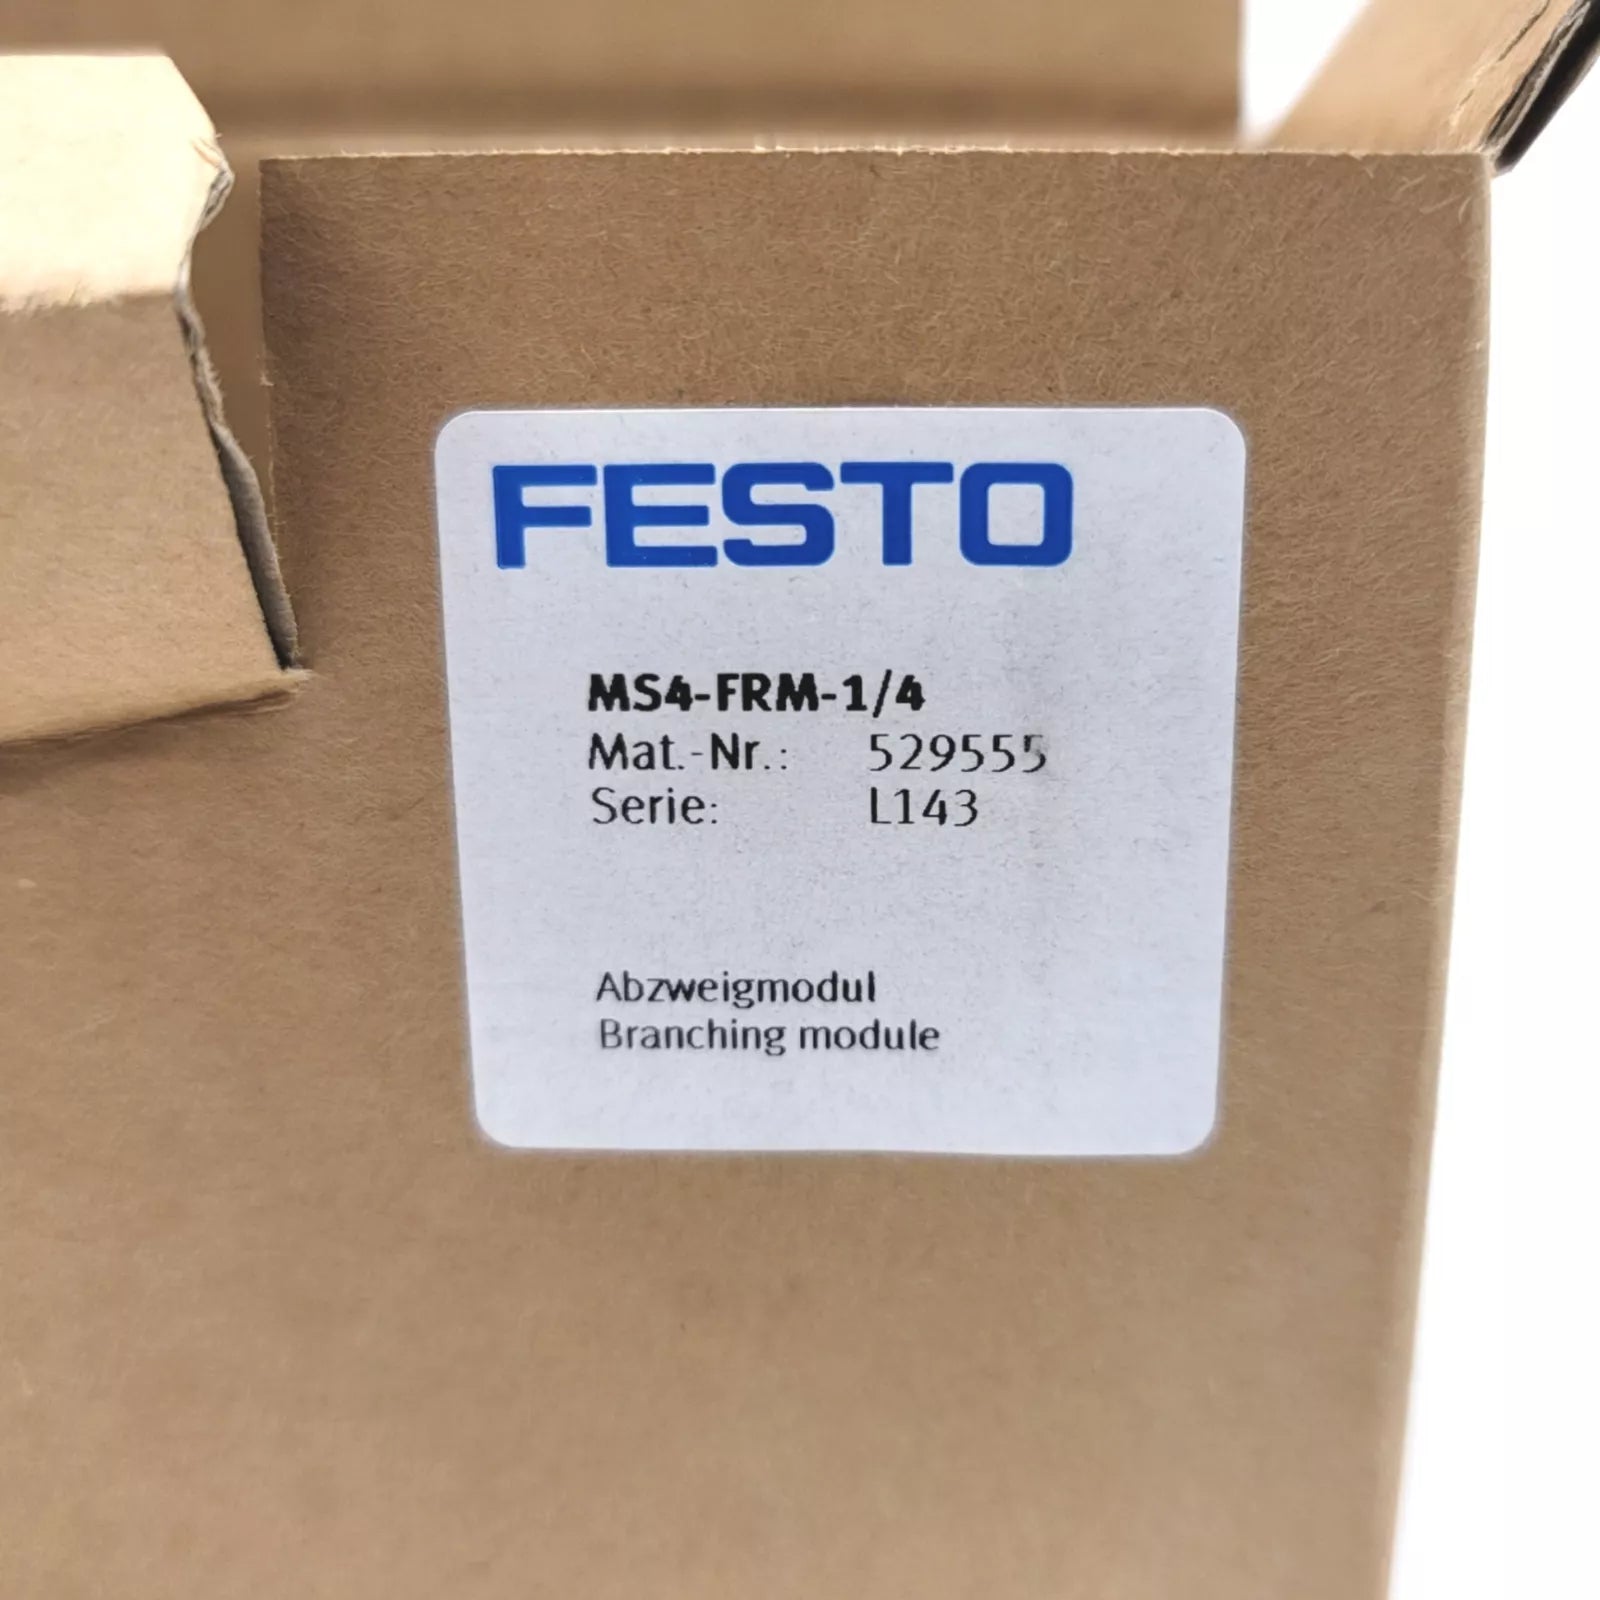 FESTO
MS4-FRM-1/4
Mat.-Nr.: 529555
Serie: L143
Abzweigmodul
Branching module